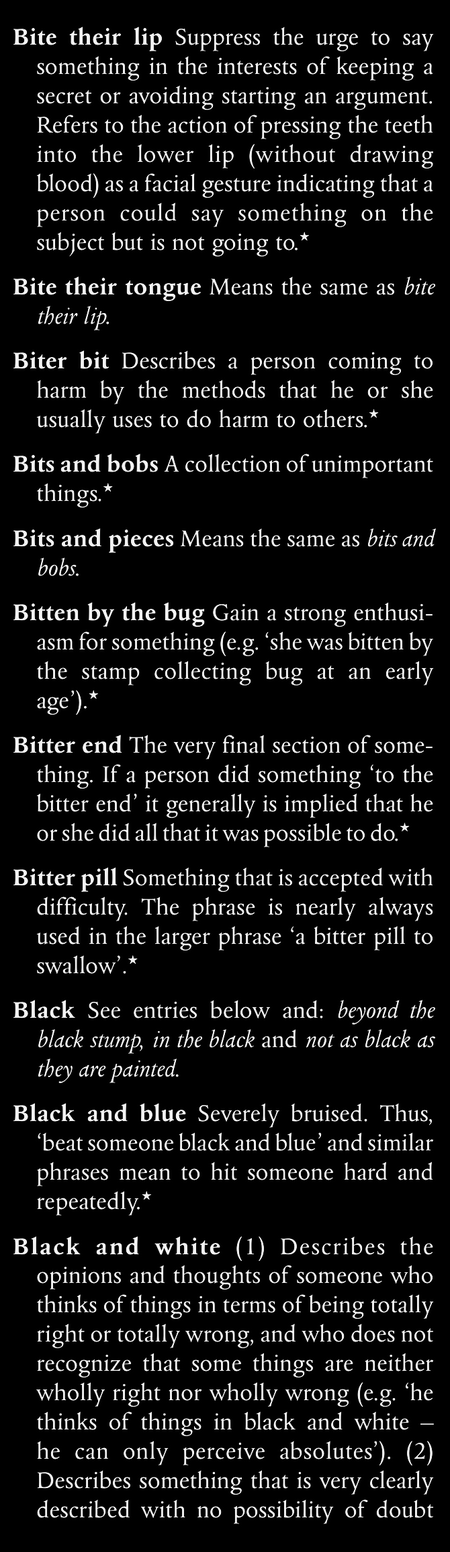 Bite their lip Suppress the urge to say
something in the interests of keeping a
secret or avoiding starting an argument.
Refers to the action of pressing the teeth
into the lower lip (without drawing
blood) as a facial gesture indicating that a
person could say something on the
subject but is not going to.★
Bite their tongue Means the same as bite
their lip.
Biter bit Describes a person coming to
harm by the methods that he or she
usually uses to do harm to others.★
Bits and bobs A collection of unimportant
things.★
Bits and pieces Means the same as bits and
bobs.
Bitten by the bug Gain a strong enthusi-
asm for something (e.g. ‘she was bitten by
the stamp collecting bug at an early
age’).★
Bitter end The very final section of some-
thing. If a person did something ‘to the
bitter end’ it generally is implied that he
or she did all that it was possible to do.★
Bitter pill Something that is accepted with
difficulty. The phrase is nearly always
used in the larger phrase ‘a bitter pill to
swallow’.★
Black See entries below and: beyond the
black stump, in the black and not as black as
they are painted.
Black and blue Severely bruised. Thus,
‘beat someone black and blue’ and similar
phrases mean to hit someone hard and
repeatedly.★
Black and white (1) Describes the
opinions and thoughts of someone who
thinks of things in terms of being totally
right or totally wrong, and who does not
recognize that some things are neither
wholly right nor wholly wrong (e.g. ‘he
thinks of things in black and white –
he can only perceive absolutes’). (2)
Describes something that is very clearly
described with no possibility of doubt